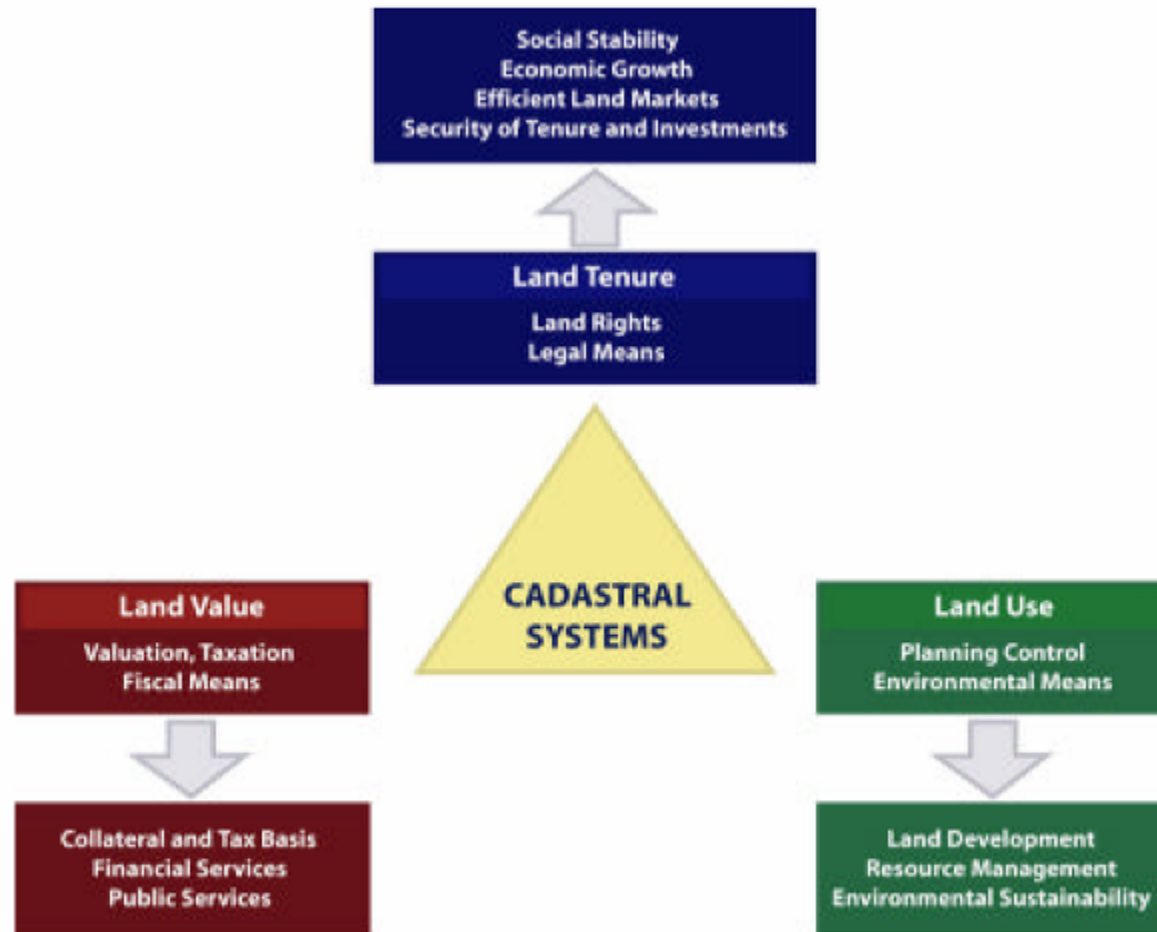 Social Stability
Economic Growth
Efficient Land Markets
Security of Tenure and Investments
Land Tenure
Land Rights
Legal Means
CADASTRAL
SYSTEMS
Land Value
Valuation, Taxation
Fiscal Means
Collateral and Tax Basis
Financial Services
Public Services
Land Use
Planning Control
Environmental Means
Land Development
Resource Management
Environmental Sustainability